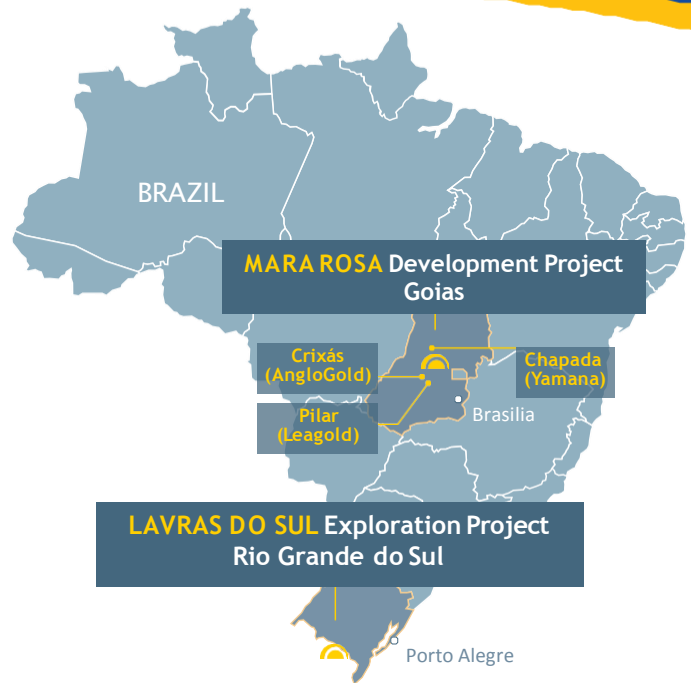 BRAZIL
MARA ROSA Development Project
Goias
Crixás
(AngloGold)
Chapada
(Yamana)
Pilar
(Leagold)
Brasilia
LAVRAS DO SUL Exploration Project
Rio Grande do Sul
Porto Alegre